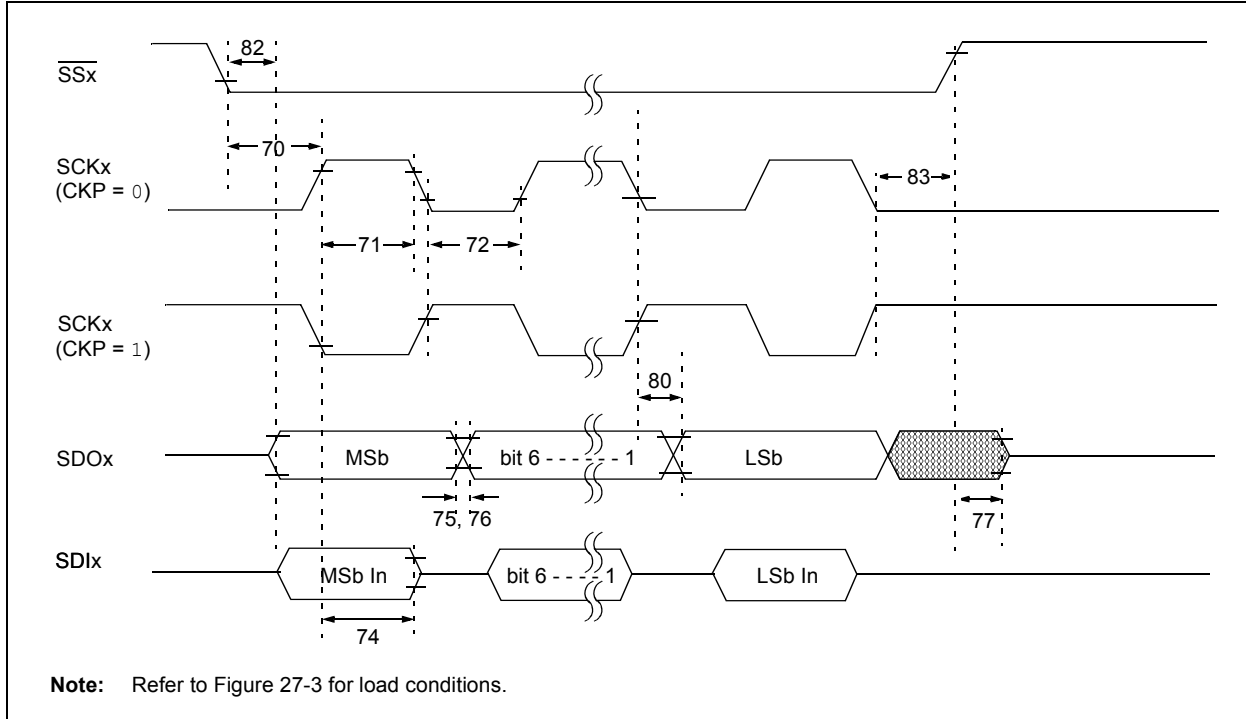 82
SSx
70
SCKx
(CKP = 0)
83
71
72
SCKx
(CKP = 1)
80
SDOx
MSb
bit 6 - - - - - - 1
LSb
75, 76
77
SDIx
MSb In
bit 6 - - - - 1
LSb In
74
Note: Refer to Figure 27-3 for load conditions.